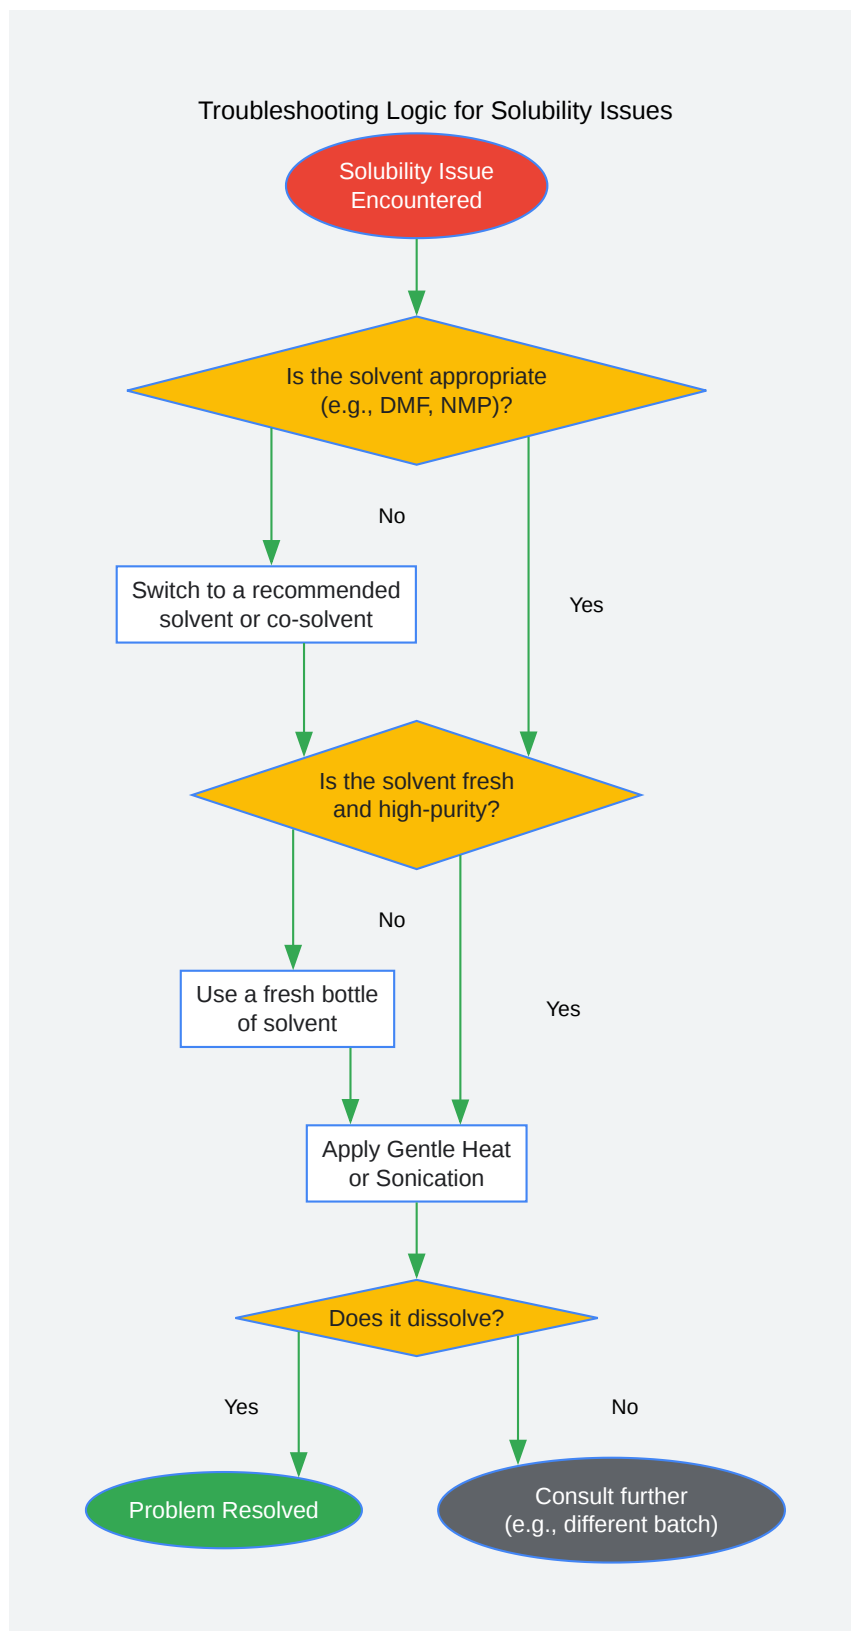 Troubleshooting Logic for Solubility Issues
Solubility Issue
Encountered
Is the solvent appropriate
(e.g., DMF, NMP)?
No
Switch to a recommended
solvent or co-solvent
Yes
Is the solvent fresh
and high-purity?
No
Use a fresh bottle
of solvent
Yes
Apply Gentle Heat
or Sonication
Does it dissolve?
Yes
No
Problem Resolved
Consult further
(e.g., different batch)